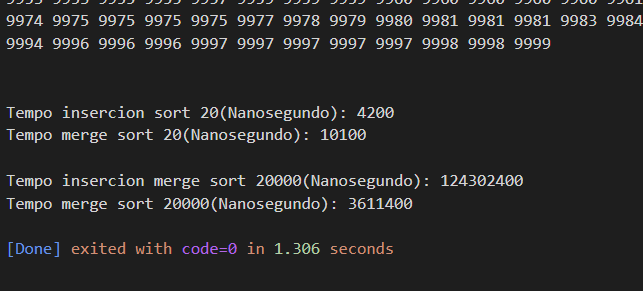 9974 9975 9975 9975 9975 9977 9978 9979 9980 9981 9981 9981 9983 9984
9994 9996 9996 9996 9997 9997 9997 9997 9997 9998 9998 9999
Tempo insercion sort 20(Nanosegundo): 4200
Tempo merge sort 20(Nanosegundo): 10100
Tempo insercion merge sort 20000(Nanosegundo): 124302400
Tempo merge sort 20000(Nanosegundo): 3611400
[Done] exited with code=0 in 1.306 seconds